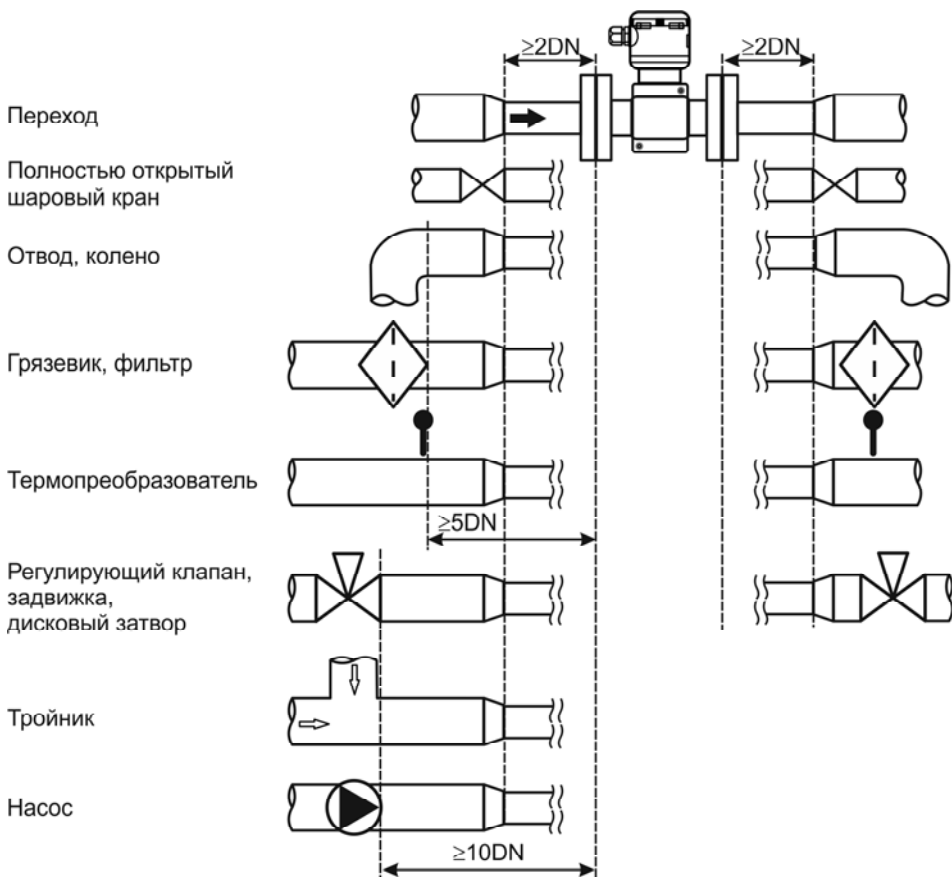 ≥2DN
≥2DN
Переход
Полностью открытый
шаровый кран
Отвод, колено
Грязевик, фильтр
Термопреобразователь
≥5DN
Регулирующий клапан,
задвижка,
дисковый затвор
Тройник
Насос
≥10DN